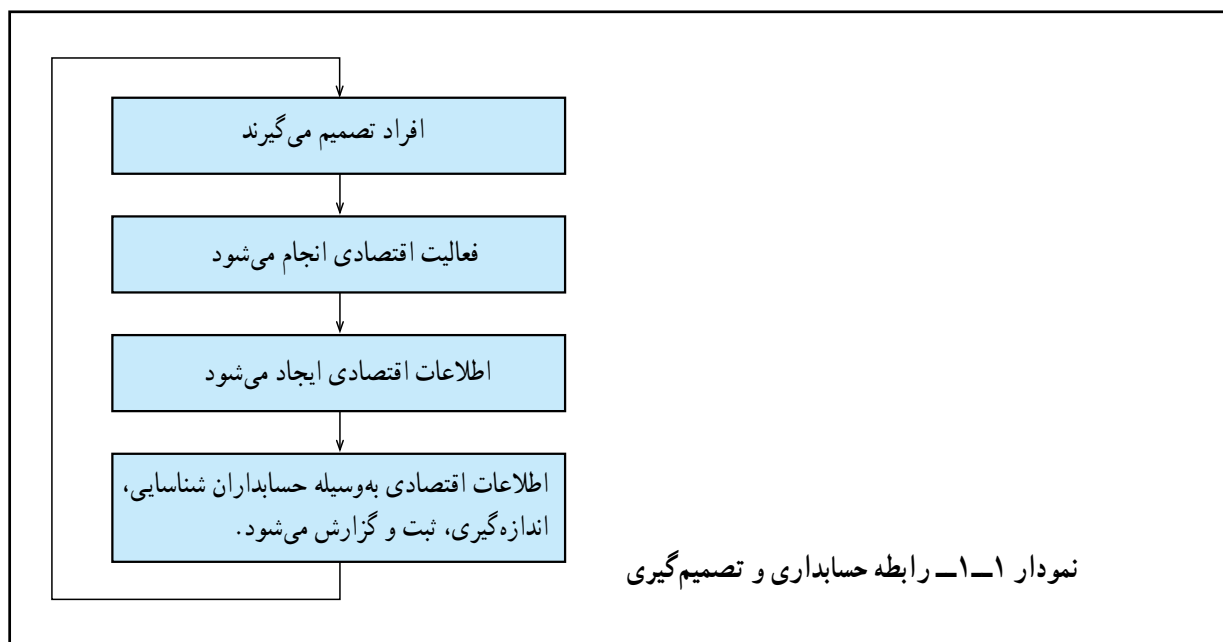 افراد تصمیم می‌گیرند
فعالیت اقتصادی انجام می‌شود
اطلاعات اقتصادی ایجاد می‌شود
اطلاعات اقتصادی به‌وسیله حسابداران شناسایی،
اندازه‌گیری، ثبت و گزارش می‌شود.
نمودار ۱ــ۱ــ رابطه حسابداری و تصمیم‌گیری